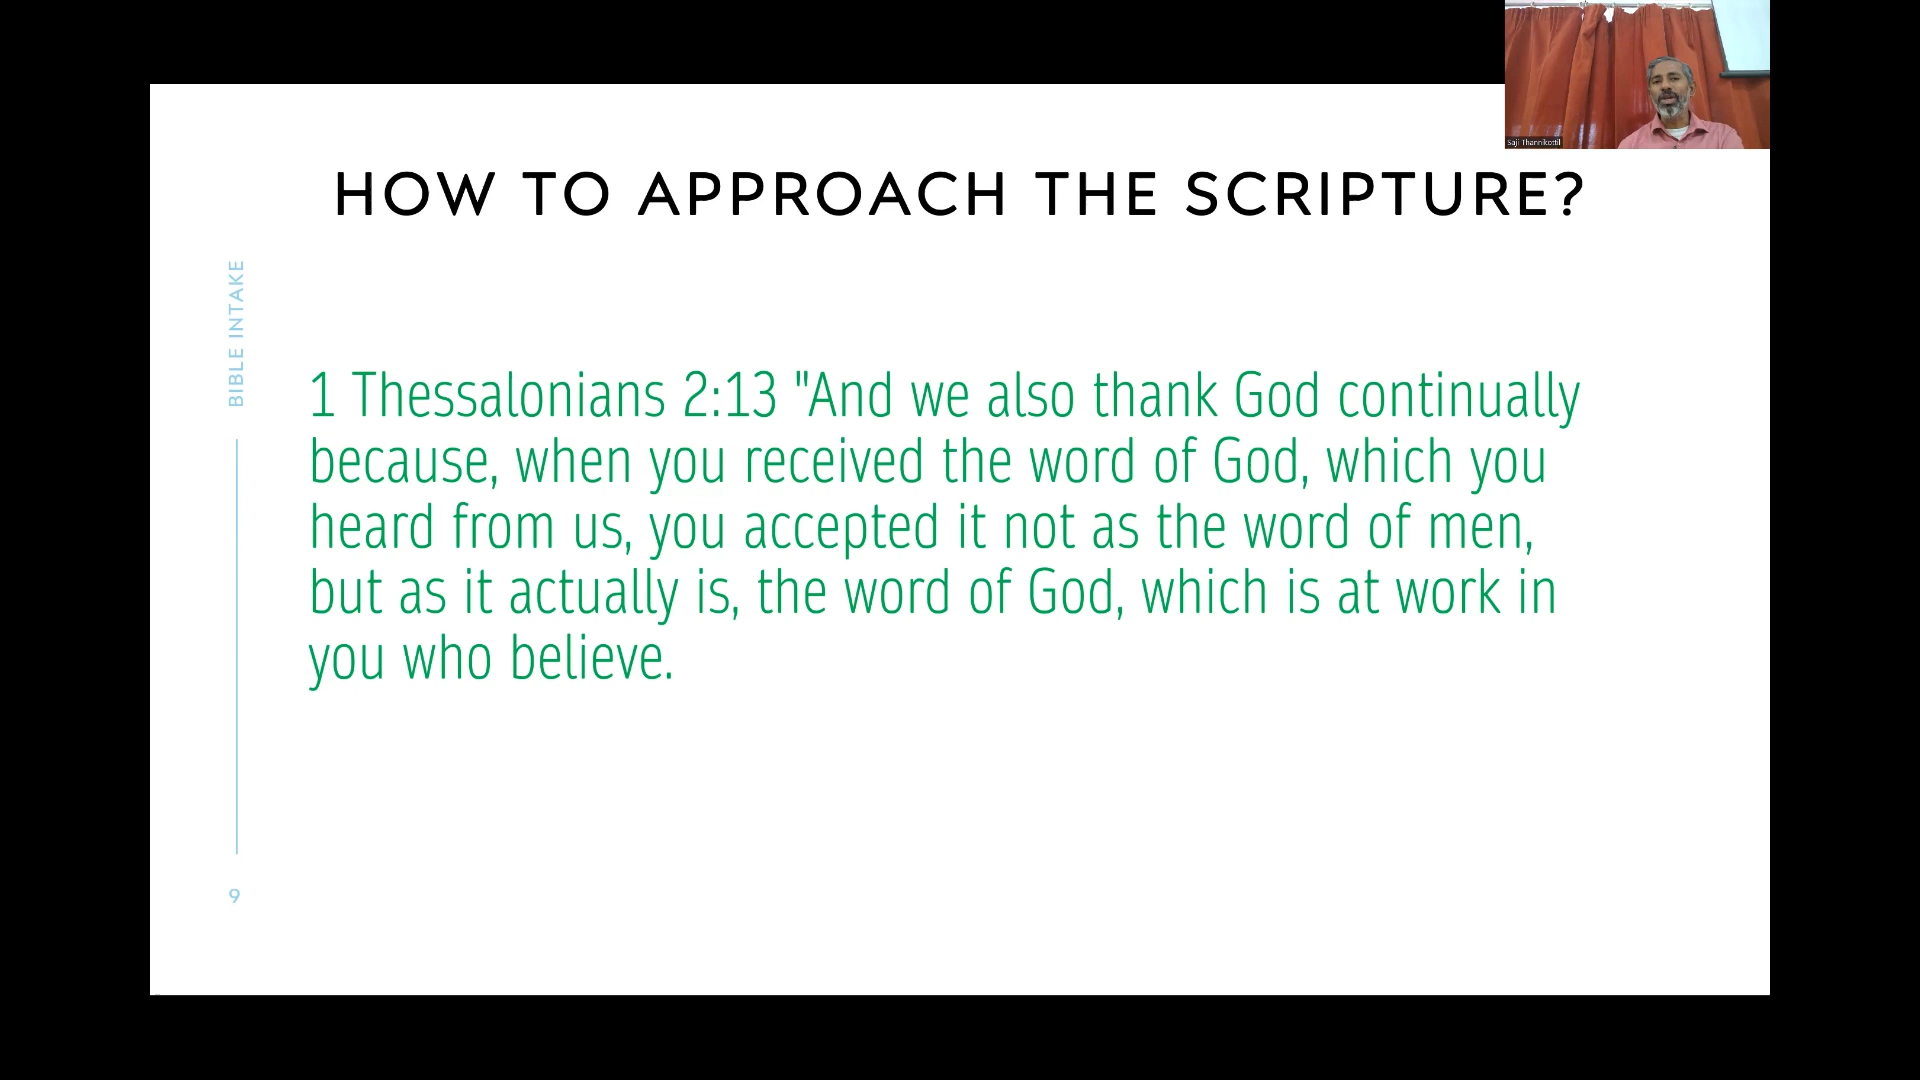 Saji Thannikottil
HOW TO APPROACH THE SCRIPTURE?
BIBLE INTAKE
1 Thessalonians 2:13 "And we also thank God continually
because, when you received the word of God, which you
heard from us, you accepted it not as the word of men,
but as it actually is, the word of God, which is at work in
you who believe.
9